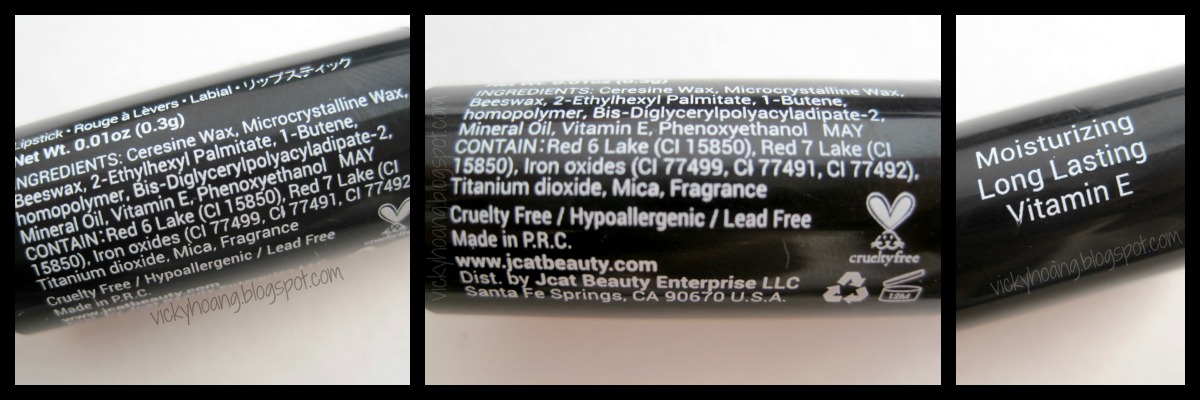 Lipstick • Rouge à Lèvers • Labial • リップスティック
Net Wt. 0.01oz (0.3g)
INGREDIENTS: Ceresine Wax, Microcrystalline Wax,
Beeswax, 2-Ethylhexyl Palmitate, 1-Butene,
homopolymer, Bis-Diglycerylpolyacyladipate-2,
Mineral Oil, Vitamin E, Phenoxyethanol MAY
CONTAIN:Red 6 Lake (CI 15850), Red 7 Lake (CI
15850), Iron oxides (CI 77499, CI 77491, CI 77492
Titanium dioxide, Mica, Fragrance
Cruelty Free / Hypoallergenic / Lead Free
Made in P.R.C.
vickyhoang.blogspot.com
INGREDIENTS: Ceresine Wax, Microcrystalline Wax,
Beeswax, 2-Ethylhexyl Palmitate, 1-Butene,
homopolymer, Bis-Diglycerylpolyacyladipate-2,
Mineral Oil, Vitamin E, Phenoxyethanol MAY
CONTAIN:Red 6 Lake (CI 15850), Red 7 Lake (CI
15850), Iron oxides (CI 77499, CI 77491, CI 77492),
Titanium dioxide, Mica, Fragrance
Cruelty Free / Hypoallergenic / Lead Free
Made in P.R.C.
www.jcatbeauty.com
Dist. by Jcat Beauty Enterprise LLC
Santa Fe Springs, CA 90670 U.S.A.
crueltyfree
12M
vickyhoang.blogspot.com
Moisturizing
Long Lasting
Vitamin E
vickyhoang.blogspot.com